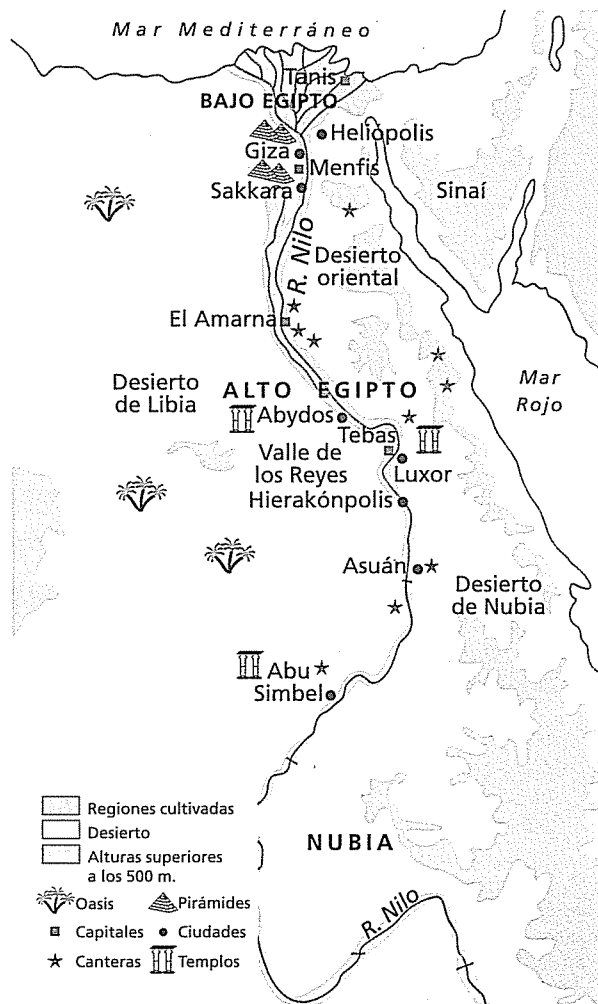 Mar Mediterráneo
Tanis
BAJO EGIPTO
Heliópolis
Giza
Menfis
Sakkara
Sinaí
R. Nilo
Desierto
oriental
El Amarna
Desierto
de Libia
ALTO EGIPTO
Mar
Rojo
Abydos
Tebas
Valle de
los Reyes
Luxor
Hierakónpolis
Asuán
Desierto
de Nubia
Abu
Simbel
NUBIA
R. Nilo
Regiones cultivadas
Desierto
Alturas superiores
a los 500 m.
Oasis Pirámides
Capitales Ciudades
Canteras Templos